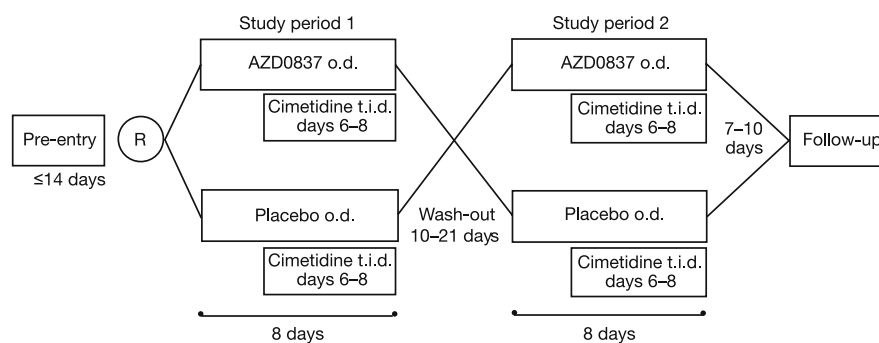 Study period 1
Study period 2
AZD0837 o.d.
AZD0837 o.d.
Cimetidine t.i.d.
days 6–8
Cimetidine t.i.d.
days 6–8
Pre-entry
R
7–10
days
Follow-up
≤14 days
Placebo o.d.
Wash-out
10–21 days
Placebo o.d.
Cimetidine t.i.d.
days 6–8
Cimetidine t.i.d.
days 6–8
8 days
8 days